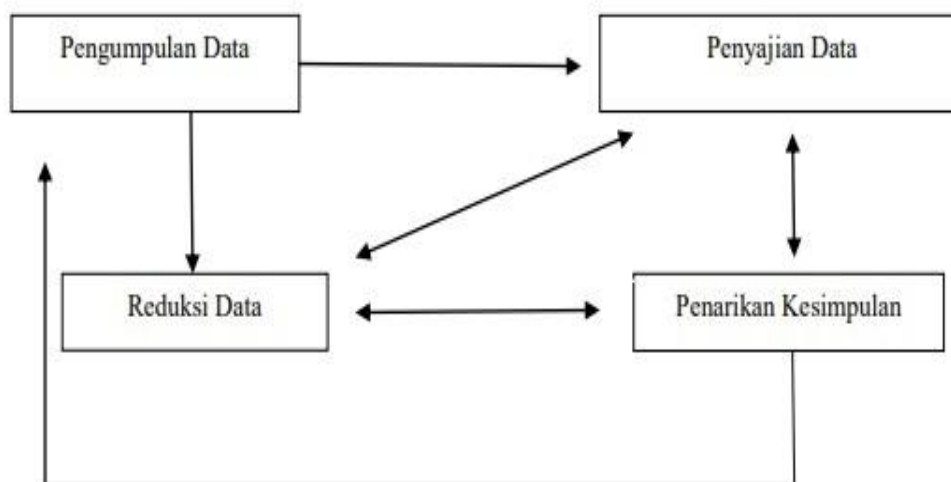 Pengumpulan Data
Penyajian Data
Reduksi Data
Penarikan Kesimpulan